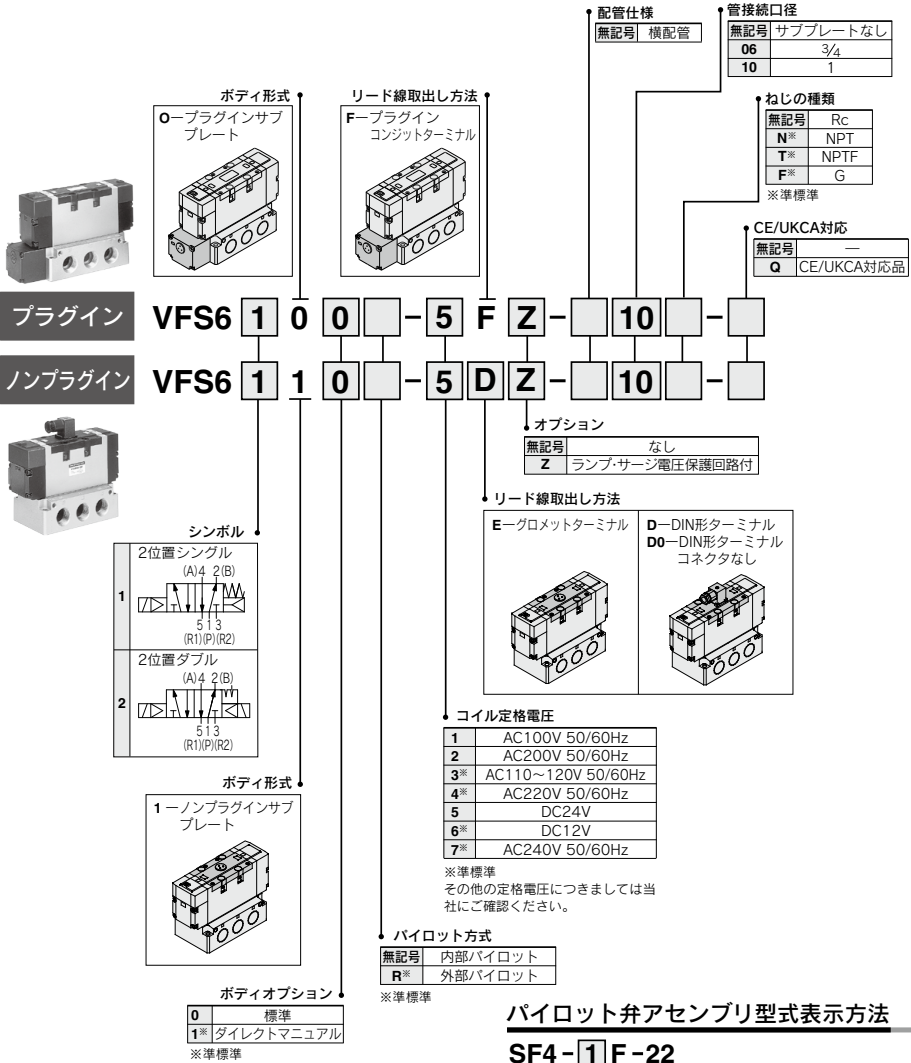 配管仕様
無記号 横配管
管接続口径
無記号 サブプレートなし
06 3/4
10 1
ボディ形式
O―プラグインサブ
プレート
リード線取出し方法
F―プラグイン
コンジットターミナル
ねじの種類
無記号 Rc
N※ NPT
T※ NPTF
F※ G
※準標準
CE/UKCA対応
無記号 ―
Q CE/UKCA対応品
プラグイン VFS6 1 0 0 - 5 F Z - 10 -
ノンプラグイン VFS6 1 1 0 - 5 D Z - 10 -
オプション
無記号 なし
Z ランプ・サージ電圧保護回路付
リード線取出し方法
E―グロメットターミナル
D―DIN形ターミナル
D0―DIN形ターミナル
コネクタなし
シンボル
1 2位置シングル
(A)4 2(B)
5 1 3
(R1)(P)(R2)
2 2位置ダブル
(A)4 2(B)
5 1 3
(R1)(P)(R2)
コイル定格電圧
1 AC100V 50/60Hz
2 AC200V 50/60Hz
3※ AC110～120V 50/60Hz
4※ AC220V 50/60Hz
5 DC24V
6※ DC12V
7※ AC240V 50/60Hz
※準標準
その他の定格電圧につきましては当
社にご確認ください。
ボディ形式
1―ノンプラグインサブ
プレート
パイロット方式
無記号 内部パイロット
R※ 外部パイロット
※準標準
ボディオプション
0 標準
1※ ダイレクトマニュアル
※準標準
パイロット弁アセンブリ型式表示方法
SF4-1F-22